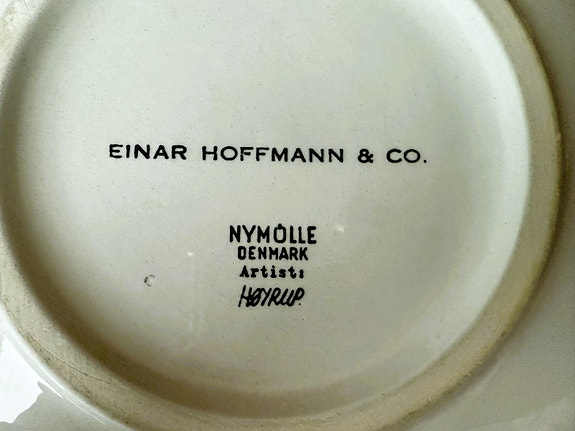 EINAR HOFFMANN & CO.
NYMÖLLE
DENMARK
Artist:
HØYRUP.